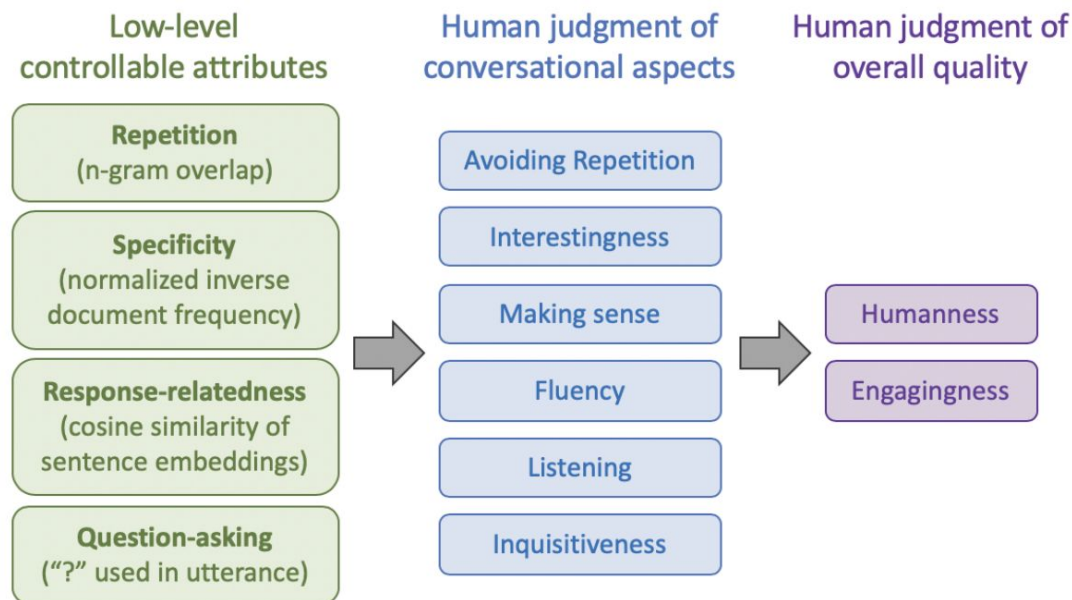 Low-level
controllable attributes
Repetition
(n-gram overlap)
Specificity
(normalized inverse
document frequency)
Response-relatedness
(cosine similarity of
sentence embeddings)
Question-asking
(“?” used in utterance)
Human judgment of
conversational aspects
Avoiding Repetition
Interestingness
Making sense
Fluency
Listening
Inquisitiveness
Human judgment of
overall quality
Humanness
Engagingness